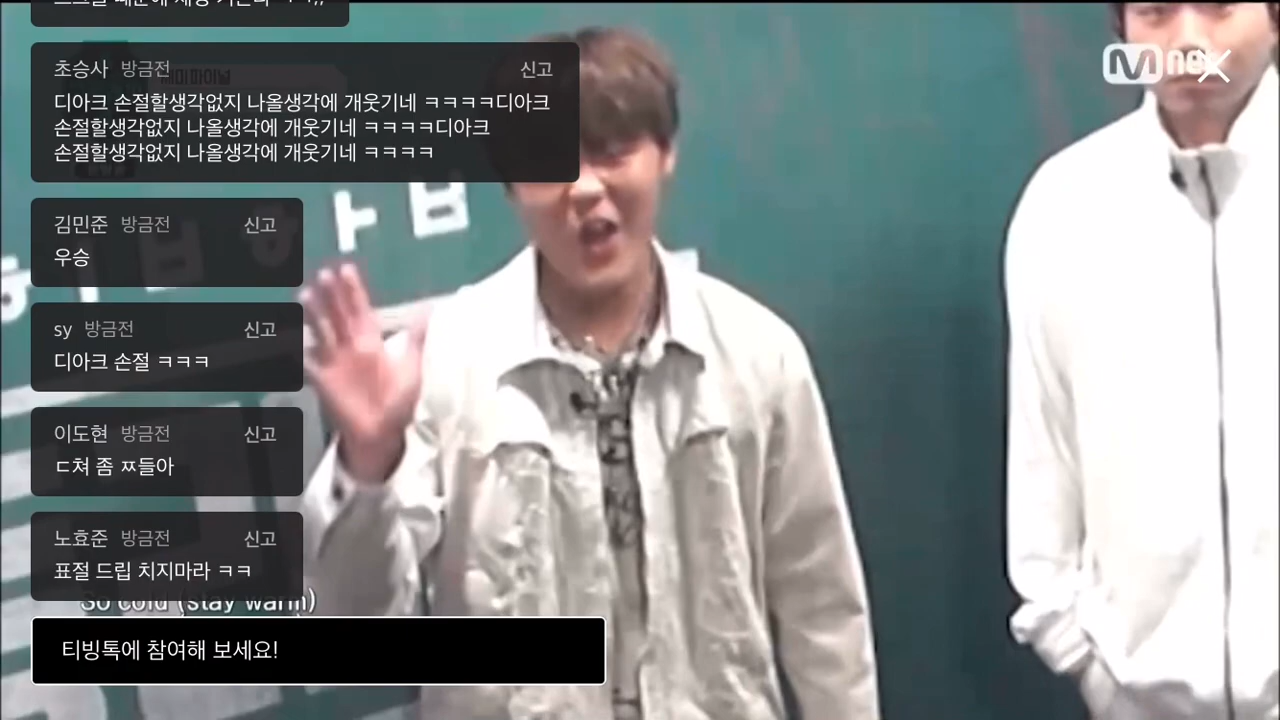 초승사 방금전 신고
디아크 손절할생각없지 나올생각에 개웃기네 ㅋㅋㅋㅋ디아크
손절할생각없지 나올생각에 개웃기네 ㅋㅋㅋㅋ디아크
손절할생각없지 나올생각에 개웃기네 ㅋㅋㅋㅋ
김민준 방금전 신고
우승
sy 방금전 신고
디아크 손절 ㅋㅋㅋ
이도현 방금전 신고
ㄷ쳐 좀 ㅉ들아
노효준 방금전 신고
표절 드립 치지마라 ㅋㅋ
So cold (stay warm)
티빙톡에 참여해 보세요!